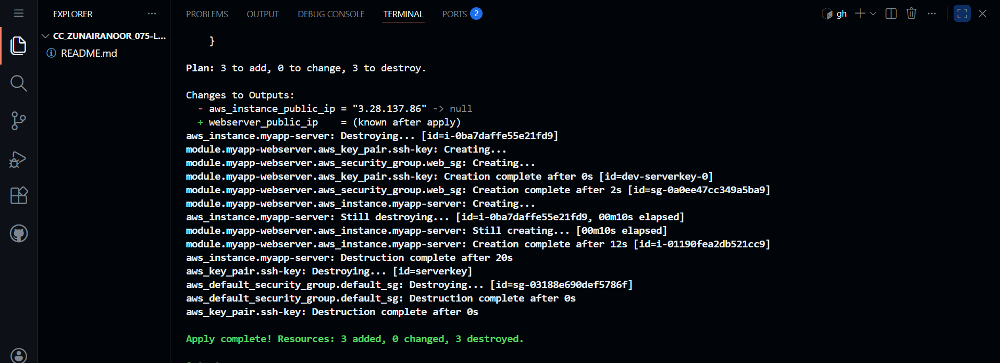 EXPLORER ···
CC_ZUNAIRANOOR_075-L...
README.md
PROBLEMS OUTPUT DEBUG CONSOLE TERMINAL PORTS 2
gh
}
Plan: 3 to add, 0 to change, 3 to destroy.
Changes to Outputs:
- aws_instance_public_ip = "3.28.137.86" -> null
+ webserver_public_ip    = (known after apply)
aws_instance.myapp-server: Destroying... [id=i-0ba7daffe55e21fd9]
module.myapp-webserver.aws_key_pair.ssh-key: Creating...
module.myapp-webserver.aws_security_group.web_sg: Creating...
module.myapp-webserver.aws_key_pair.ssh-key: Creation complete after 0s [id=dev-serverkey-0]
module.myapp-webserver.aws_security_group.web_sg: Creation complete after 2s [id=sg-0a0ee47cc349a5ba9]
module.myapp-webserver.aws_instance.myapp-server: Creating...
aws_instance.myapp-server: Still destroying... [id=i-0ba7daffe55e21fd9, 00m10s elapsed]
module.myapp-webserver.aws_instance.myapp-server: Still creating... [00m10s elapsed]
module.myapp-webserver.aws_instance.myapp-server: Creation complete after 12s [id=i-01190fea2db521cc9]
aws_instance.myapp-server: Destruction complete after 20s
aws_key_pair.ssh-key: Destroying... [id=serverkey]
aws_default_security_group.default_sg: Destroying... [id=sg-03188e690def5786f]
aws_default_security_group.default_sg: Destruction complete after 0s
aws_key_pair.ssh-key: Destruction complete after 0s
Apply complete! Resources: 3 added, 0 changed, 3 destroyed.